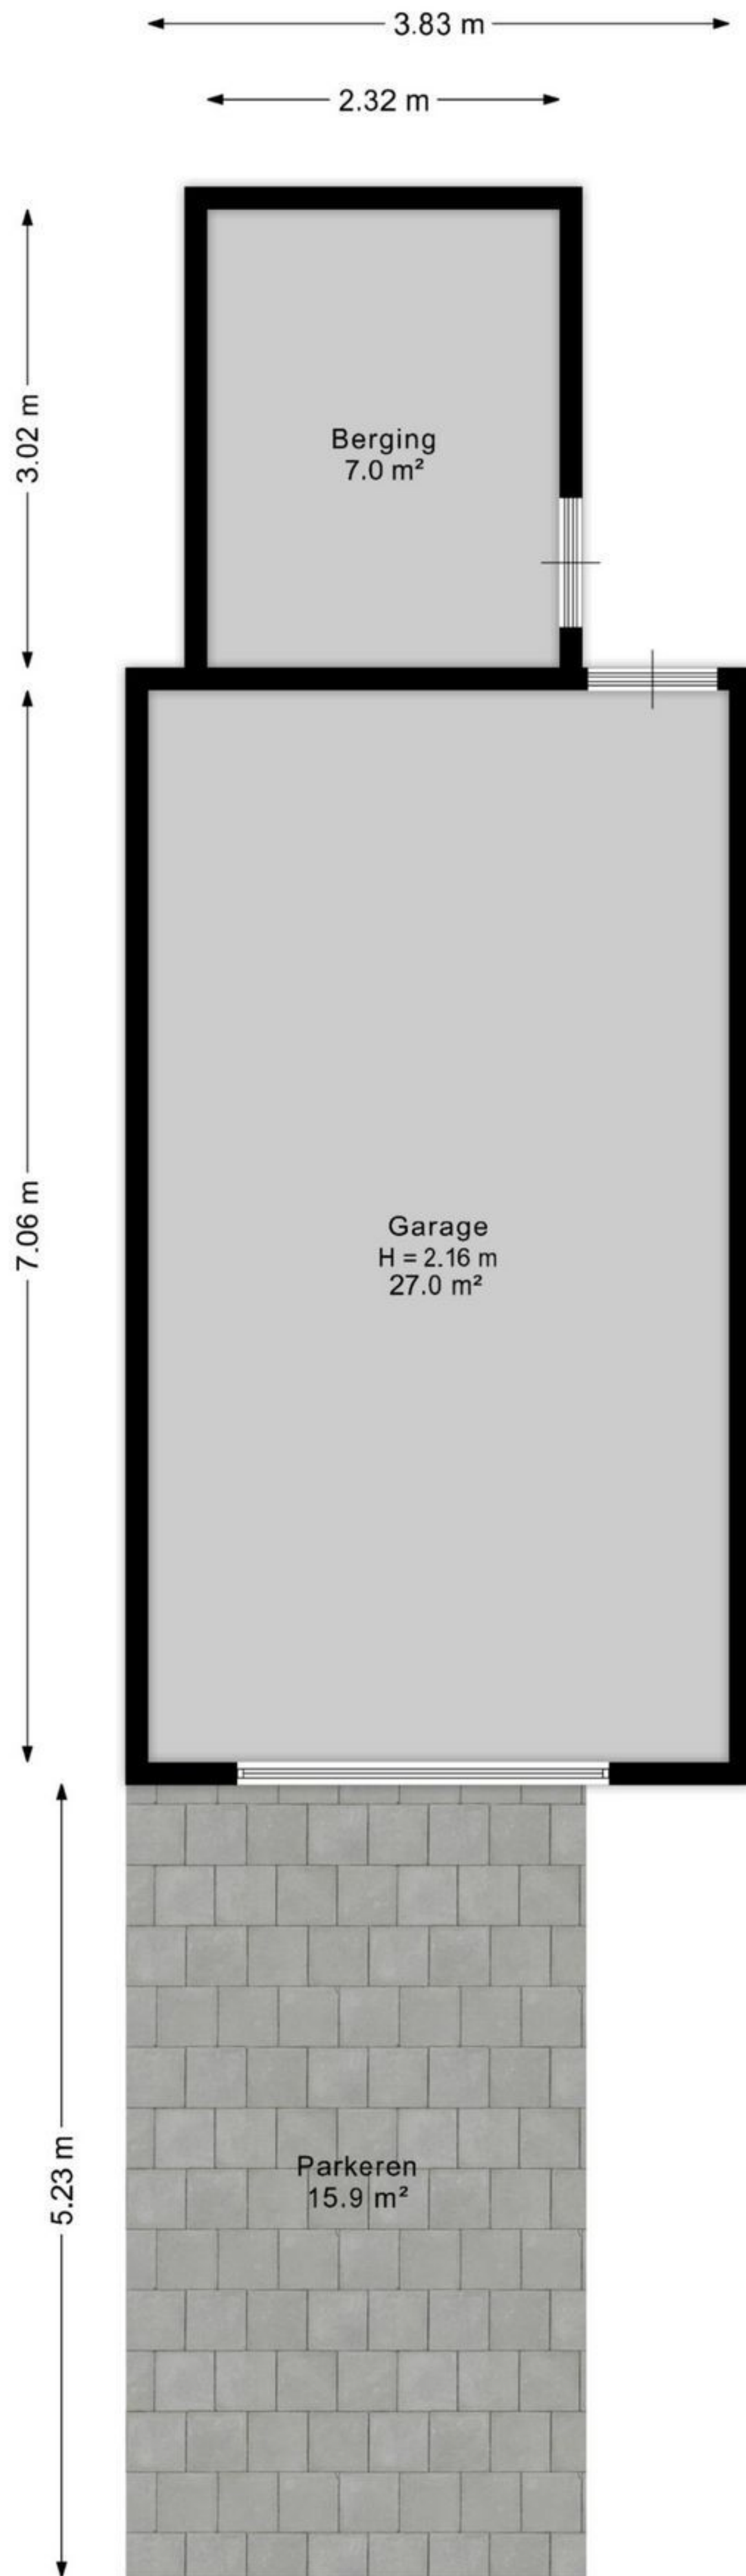 3.83 m
2.32 m
3.02 m
Berging
7.0 m²
7.06 m
Garage
H = 2.16 m
27.0 m²
5.23 m
Parkeren
15.9 m²